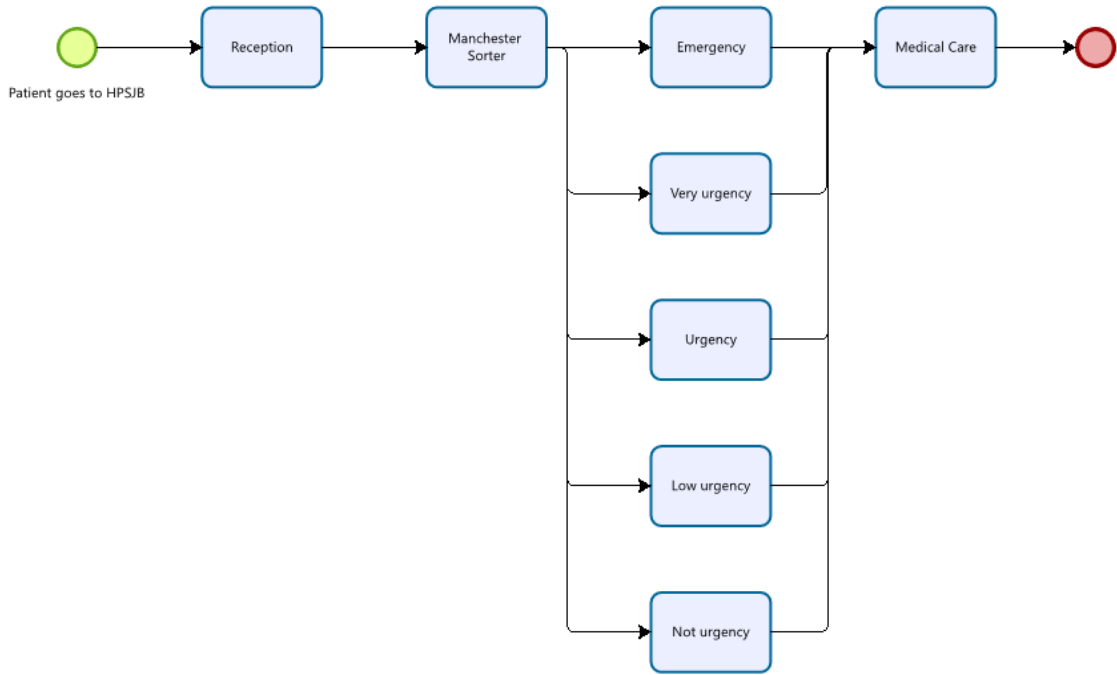 Patient goes to HPSJB
Reception
Manchester
Sorter
Emergency
Very urgency
Urgency
Low urgency
Not urgency
Medical Care